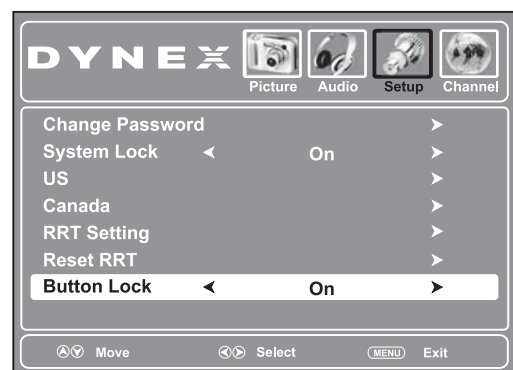 DYNEX
Picture Audio Setup Channel
Change Password
System Lock On
US
Canada
RRT Setting
Reset RRT
Button Lock On
Move Select MENU Exit